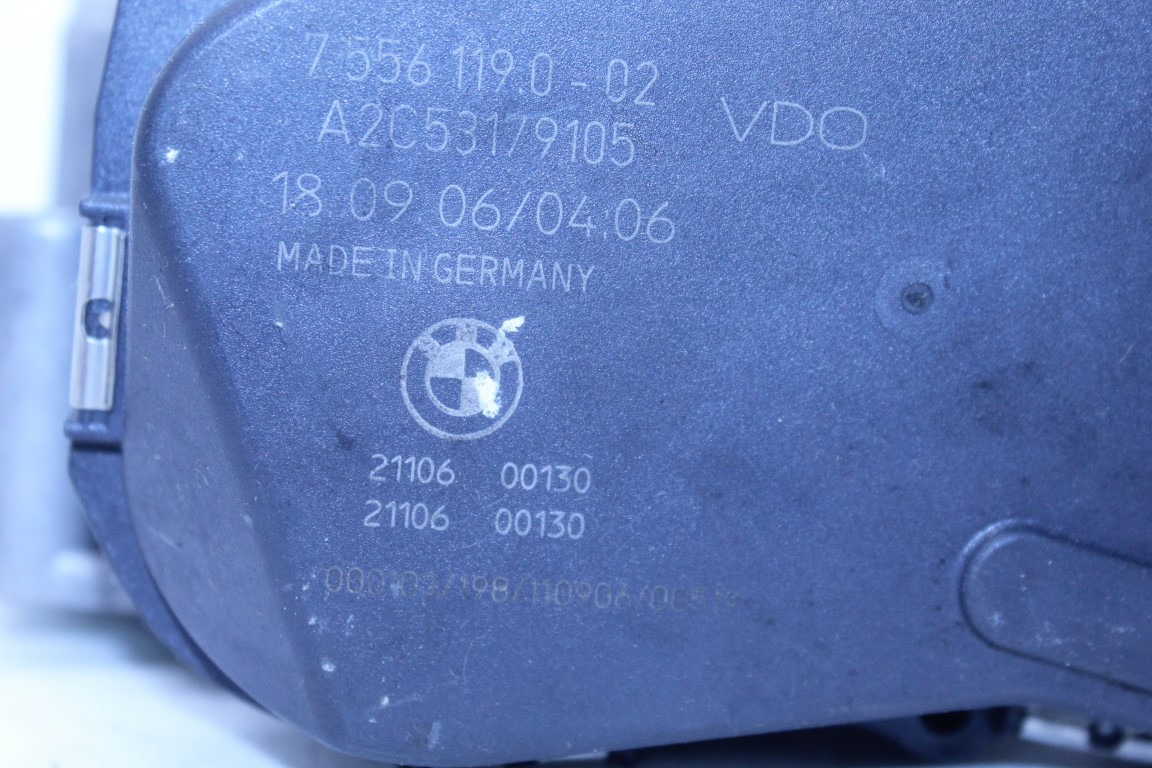 7 556 119.0 - 02
A2C53179105
VDO
18 09 06/04:06
MADE IN GERMANY
BMW
21106 00130
21106 00130